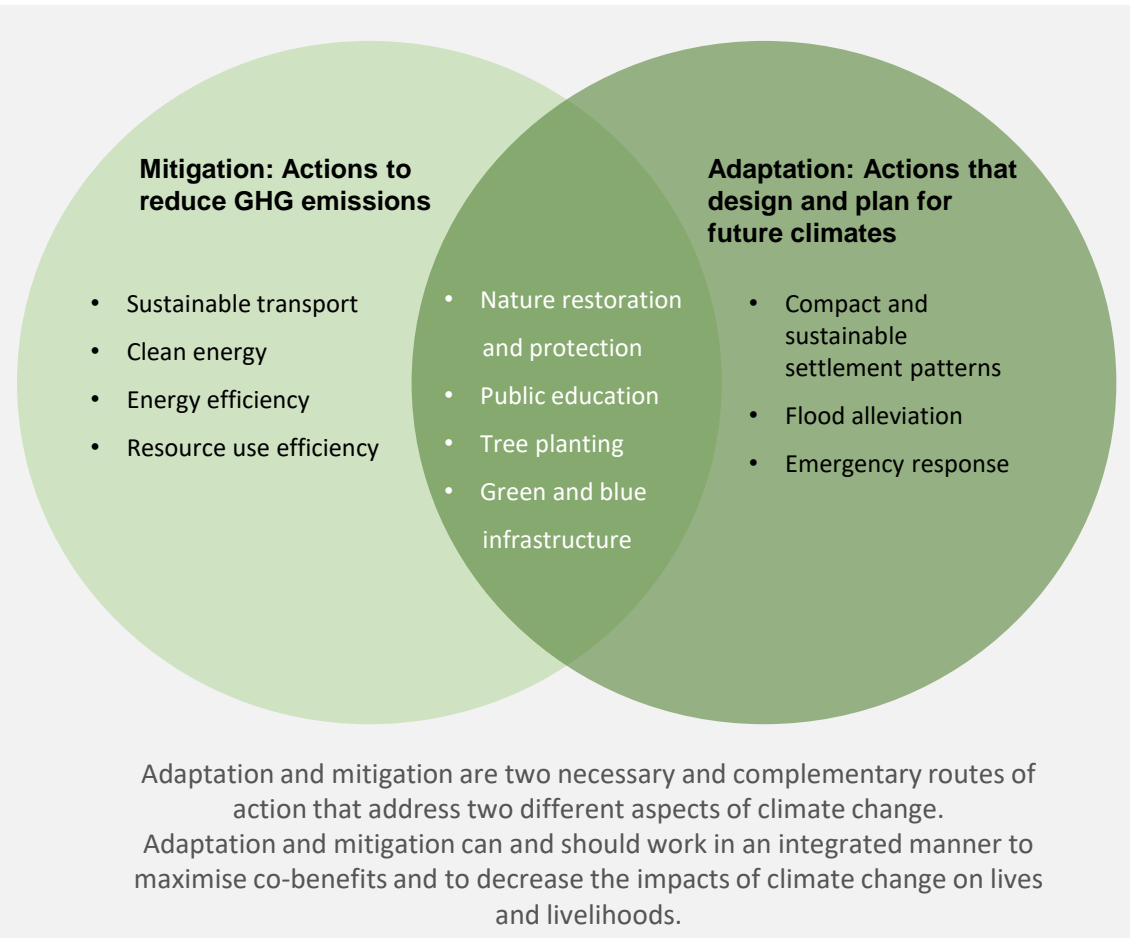 Mitigation: Actions to
reduce GHG emissions
• Sustainable transport
• Clean energy
• Energy efficiency
• Resource use efficiency
• Nature restoration
and protection
• Public education
• Tree planting
• Green and blue
infrastructure
Adaptation: Actions that
design and plan for
future climates
• Compact and
sustainable
settlement patterns
• Flood alleviation
• Emergency response
Adaptation and mitigation are two necessary and complementary routes of
action that address two different aspects of climate change.
Adaptation and mitigation can and should work in an integrated manner to
maximise co-benefits and to decrease the impacts of climate change on lives
and livelihoods.